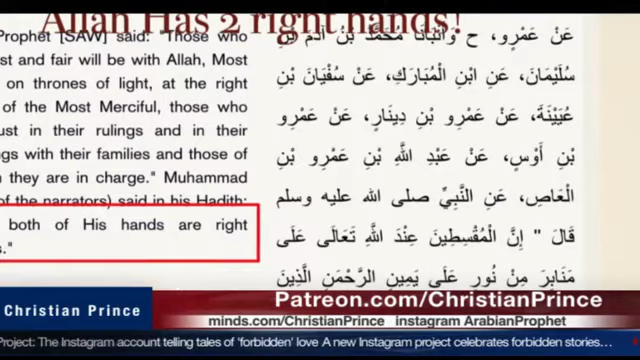 Allah Has 2 right hands!
Prophet [SAW] said: Those who
st and fair will be with Allah, Most
on thrones of light, at the right
of the Most Merciful, those who
ust in their rulings and in their
ngs with their families and those of
they are in charge." Muhammad
of the narrators) said in his Hadith:
both of His hands are right
s."
عَنْ عَمْرٍو، ح وَأَنْبَأَنَا مُحَمَّدُ بْنُ آدَمَ بْنِ
سُلَيْمَانَ، عَنِ ابْنِ الْمُبَارَكِ، عَنْ سُفْيَانَ بْنِ
عُيَيْنَةَ، عَنْ عَمْرِو بْنِ دِينَارٍ، عَنْ عَمْرِو
بْنِ أَوْسٍ، عَنْ عَبْدِ اللَّهِ بْنِ عَمْرِو بْنِ
الْعَاصِ، عَنِ النَّبِيِّ صلى الله عليه وسلم
قَالَ " إِنَّ الْمُقْسِطِينَ عِنْدَ اللَّهِ تَعَالَى عَلَى
مَنَابِرَ مِنْ نُورٍ عَلَى يَمِينِ الرَّحْمَنِ الَّذِينَ
Christian Prince
Patreon.com/ChristianPrince
minds.com/ChristianPrince instagram ArabianProphet
Project: The Instagram account telling tales of 'forbidden' love A new Instagram project celebrates forbidden stories...